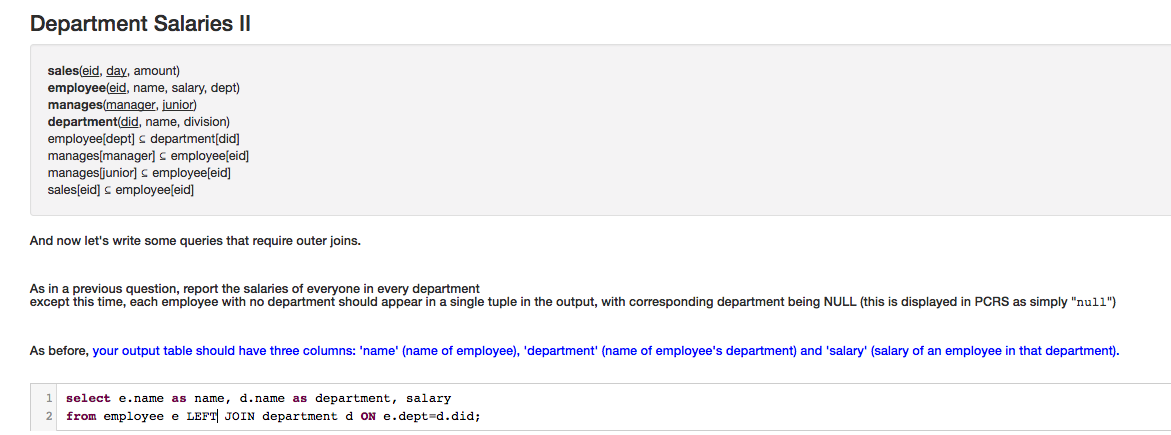 Department Salaries II
sales(eid, day, amount)
employee(eid, name, salary, dept)
manages(manager, junior)
department(did, name, division)
employee[dept] ⊆ department[did]
manages[manager] ⊆ employee[eid]
manages[junior] ⊆ employee[eid]
sales[eid] ⊆ employee[eid]
And now let's write some queries that require outer joins.
As in a previous question, report the salaries of everyone in every department
except this time, each employee with no department should appear in a single tuple in the output, with corresponding department being NULL (this is displayed in PCRS as simply "null")
As before, your output table should have three columns: 'name' (name of employee), 'department' (name of employee's department) and 'salary' (salary of an employee in that department).
1 select e.name as name, d.name as department, salary
2 from employee e LEFT JOIN department d ON e.dept=d.did;